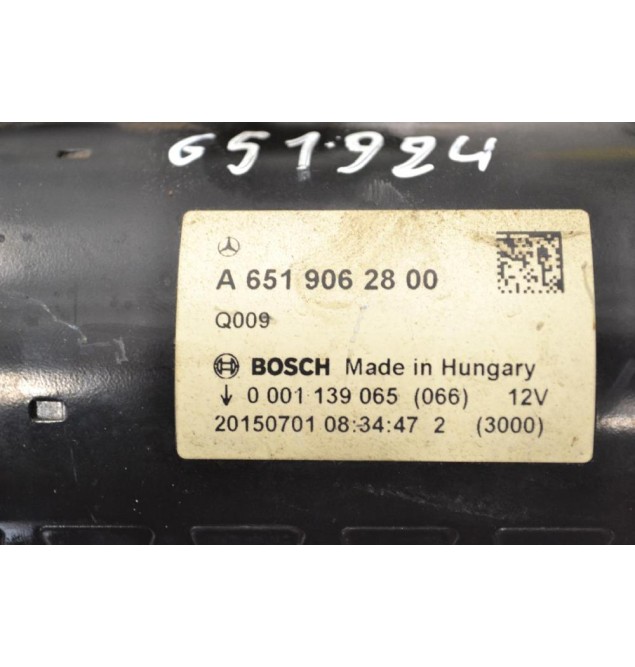 651.924
A 651 906 28 00
Q009
BOSCH Made in Hungary
↓ 0 001 139 065 (066) 12V
20150701 08:34:47 2 (3000)